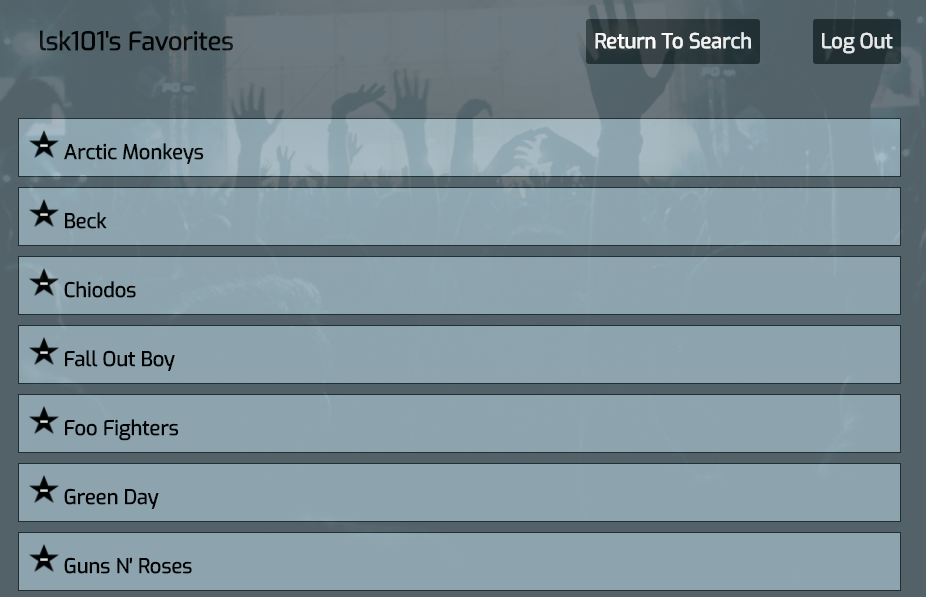 lsk101's Favorites
Return To Search
Log Out
Arctic Monkeys
Beck
Chiodos
Fall Out Boy
Foo Fighters
Green Day
Guns N' Roses